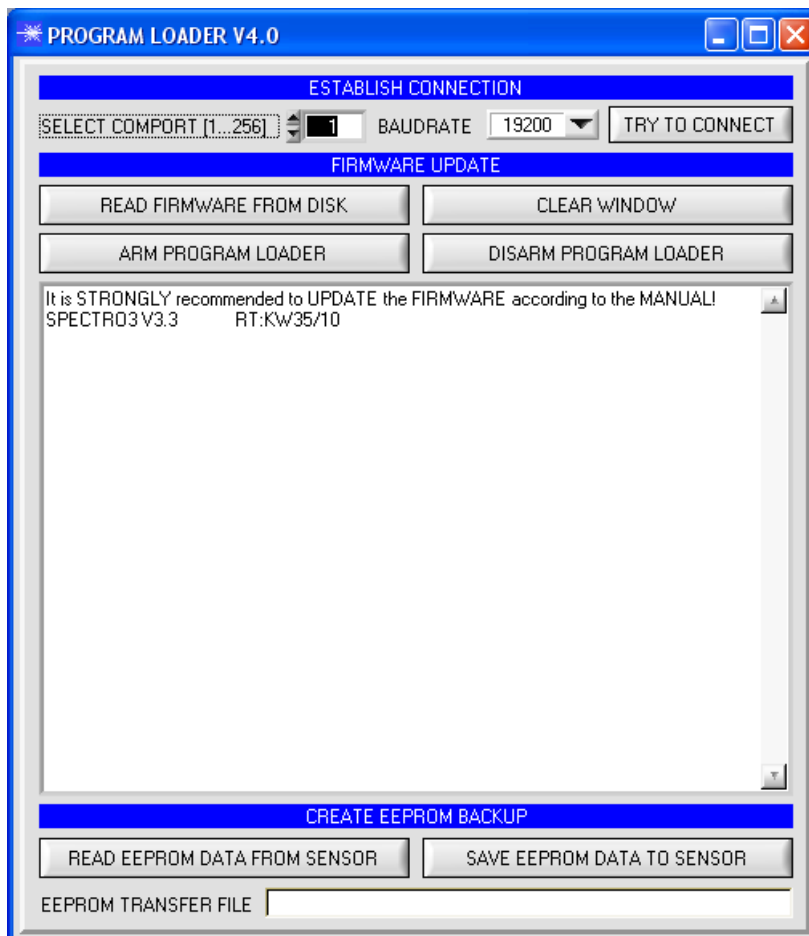 PROGRAM LOADER V4.0
ESTABLISH CONNECTION
SELECT COMPORT [1...256] 1 BAUDRATE 19200 TRY TO CONNECT
FIRMWARE UPDATE
READ FIRMWARE FROM DISK CLEAR WINDOW
ARM PROGRAM LOADER DISARM PROGRAM LOADER
It is STRONGLY recommended to UPDATE the FIRMWARE according to the MANUAL!
SPECTRO3 V3.3 RT:KW35/10
CREATE EEPROM BACKUP
READ EEPROM DATA FROM SENSOR SAVE EEPROM DATA TO SENSOR
EEPROM TRANSFER FILE